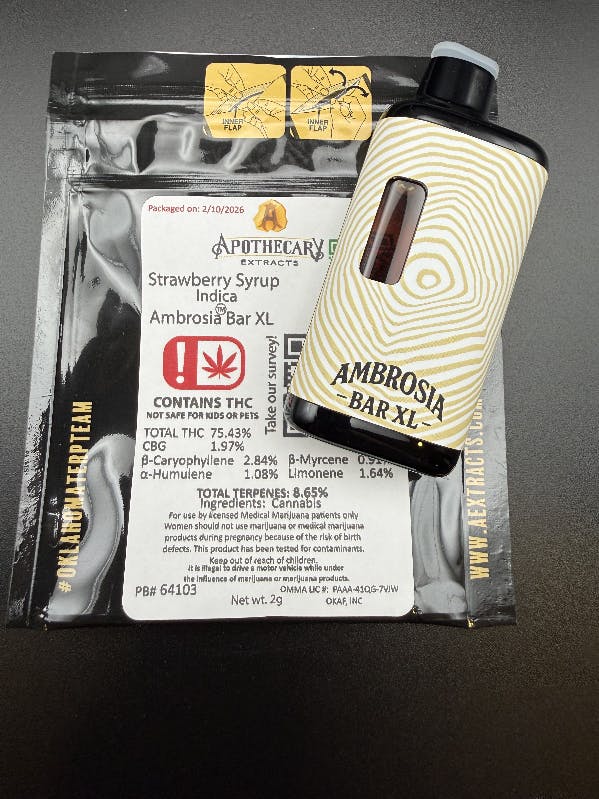 INNER
FLAP
INNER
FLAP
Packaged on: 2/10/2026
APOTHECARY
EXTRACTS
Strawberry Syrup
Indica
Ambrosia™ Bar XL
Take our survey!
CONTAINS THC
NOT SAFE FOR KIDS OR PETS
TOTAL THC 75.43%
CBG 1.97%
β-Caryophyllene 2.84% β-Myrcene
α-Humulene 1.08% Limonene 1.64%
TOTAL TERPENES: 8.65%
Ingredients: Cannabis
For use by licensed Medical Marijuana patients only
Women should not use marijuana or medical marijuana
products during pregnancy because of the risk of birth
defects. This product has been tested for contaminants.
Keep out of reach of children.
It is illegal to drive a motor vehicle while under
the influence of marijuana or marijuana products.
PB# 64103
OMMA LIC #: PAAA-41QG-7VJW
Net wt. 2g
OKAF, INC
#OKLAHOMATERPTEAM
WWW.AEXTRACTS.COM
AMBROSIA
-BAR XL-